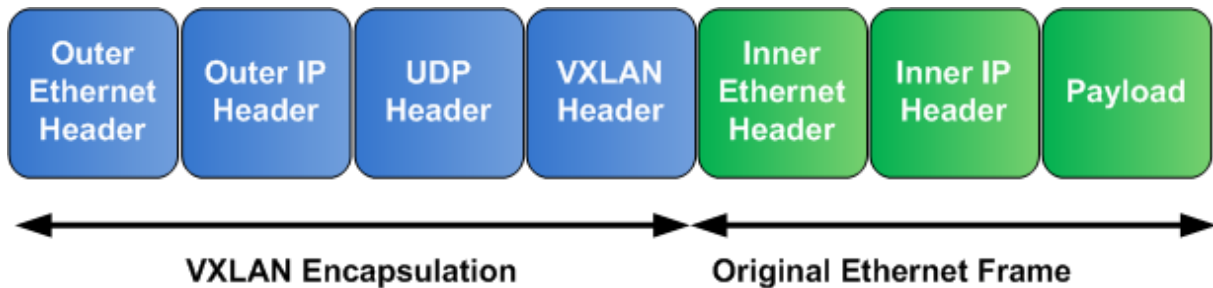 Outer
Ethernet
Header
Outer IP
Header
UDP
Header
VXLAN
Header
Inner
Ethernet
Header
Inner IP
Header
Payload
VXLAN Encapsulation
Original Ethernet Frame